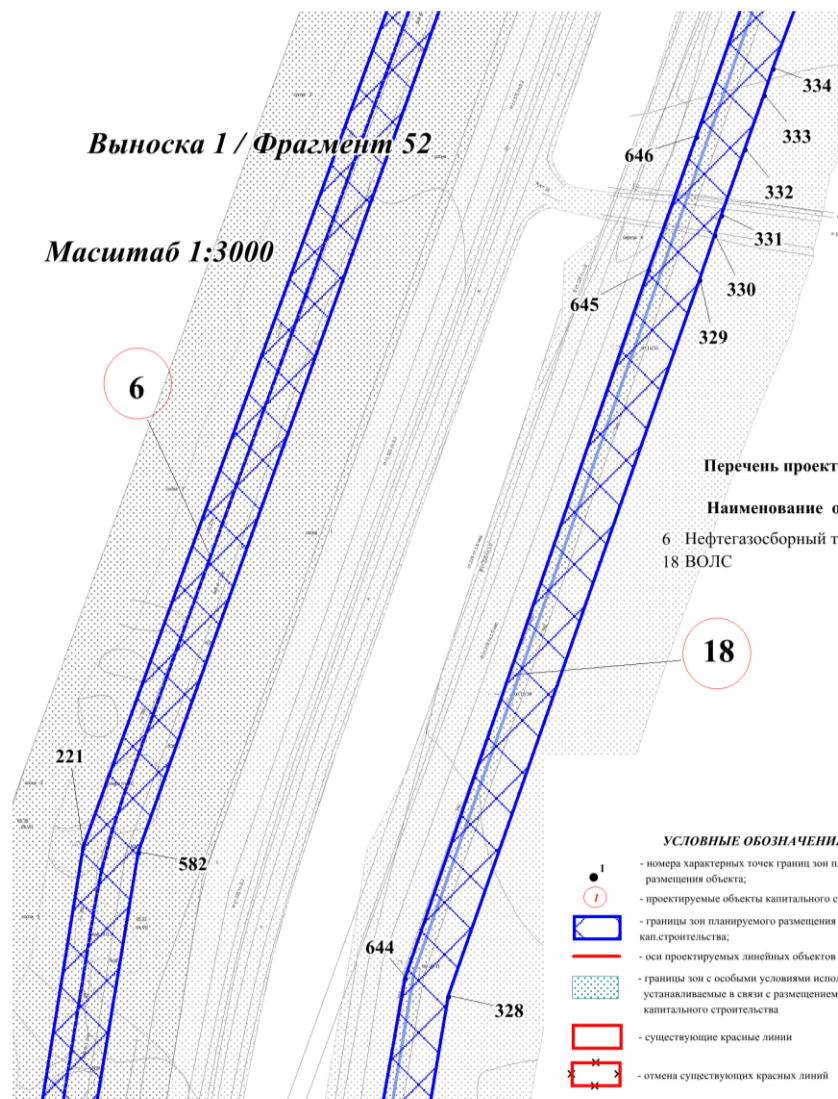 Выноска 1 / Фрагмент 52
Масштаб 1:3000
334
333
646
332
331
330
645
329
6
Перечень проект
Наименование о
6 Нефтегазосборный т
18 ВОЛС
18
221
582
644
328
УСЛОВНЫЕ ОБОЗНАЧЕНИ
1
- номера характерных точек границ зон пл
размещения объекта;
1
- проектируемые объекты капитального с
- границы зон планируемого размещения
кап.строительства;
- оси проектируемых линейных объектов
- границы зон с особыми условиями испол
устанавливаемые в связи с размещением
капитального строительства
- существующие красные линии
- отмена существующих красных линий